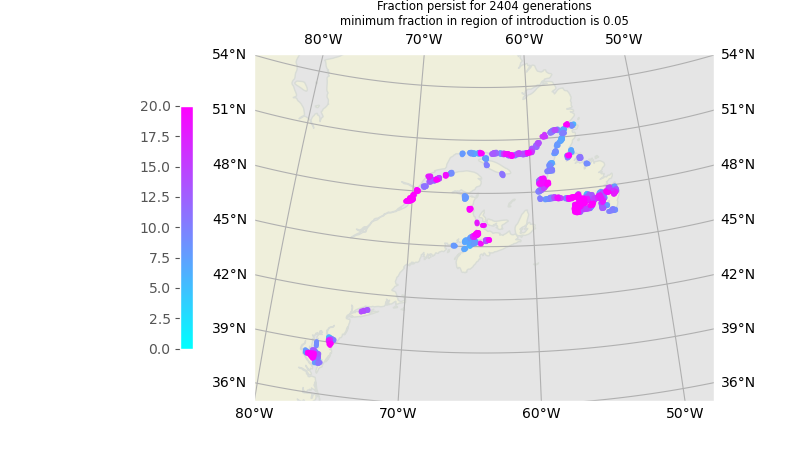 Fraction persist for 2404 generations
minimum fraction in region of introduction is 0.05
80°W 70°W 60°W 50°W
54°N 54°N
51°N 51°N
20.0
17.5
48°N 48°N
15.0
12.5
45°N 45°N
10.0
7.5
42°N 42°N
5.0
2.5
39°N 39°N
0.0
36°N 36°N
80°W 70°W 60°W 50°W